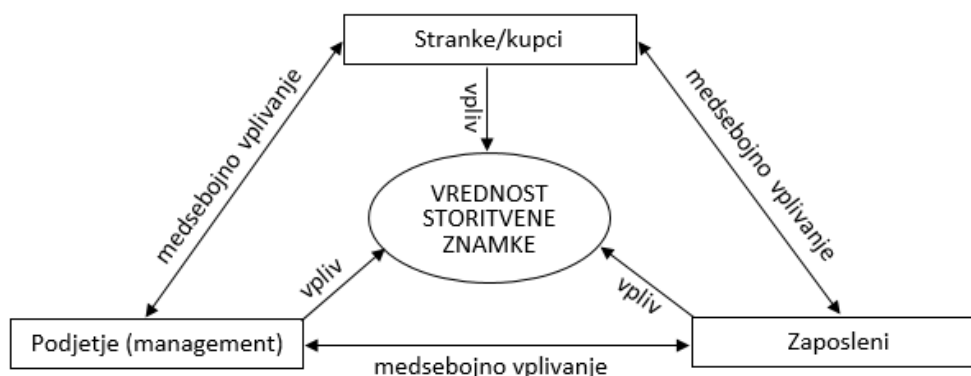 Stranke/kupci
medsebojno vplivanje
vpliv
medsebojno vplivanje
VREDNOST
STORITVENE
ZNAMKE
vpliv
vpliv
Podjetje (management)
medsebojno vplivanje
Zaposleni